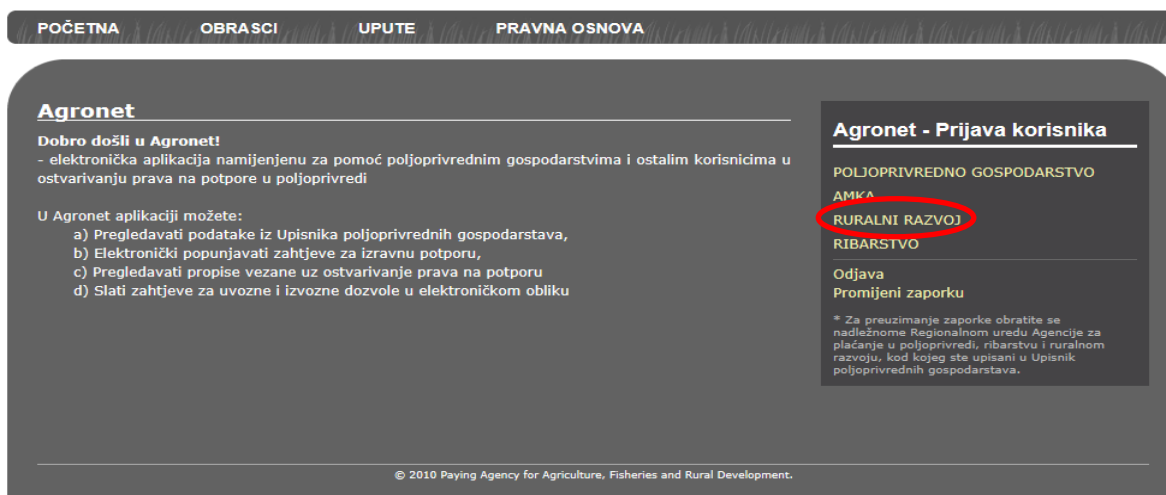 POČETNA OBRASCI UPUTE PRAVNA OSNOVA
Agronet
Dobro došli u Agronet!
- elektronička aplikacija namijenjenu za pomoć poljoprivrednim gospodarstvima i ostalim korisnicima u
ostvarivanju prava na potpore u poljoprivredi
U Agronet aplikaciji možete:
a) Pregledavati podatake iz Upisnika poljoprivrednih gospodarstava,
b) Elektronički popunjavati zahtjeve za izravnu potporu,
c) Pregledavati propise vezane uz ostvarivanje prava na potporu
d) Slati zahtjeve za uvozne i izvozne dozvole u elektroničkom obliku
Agronet - Prijava korisnika
POLJOPRIVREDNO GOSPODARSTVO
AMKA
RURALNI RAZVOJ
RIBARSTVO
Odjava
Promijeni zaporku
* Za preuzimanje zaporke obratite se
nadležnome Regionalnom uredu Agencije za
plaćanje u poljoprivredi, ribarstvu i ruralnom
razvoju, kod kojeg ste upisani u Upisnik
poljoprivrednih gospodarstava.
© 2010 Paying Agency for Agriculture, Fisheries and Rural Development.